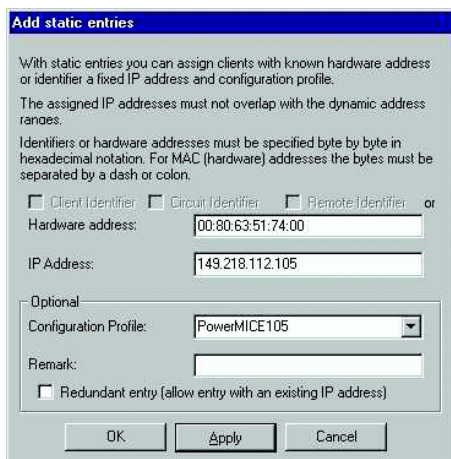 Add static entries
With static entries you can assign clients with known hardware address
or identifier a fixed IP address and configuration profile.
The assigned IP addresses must not overlap with the dynamic address
ranges.
Identifiers or hardware addresses must be specified byte by byte in
hexadecimal notation. For MAC (hardware) addresses the bytes must be
separated by a dash or colon.
Client Identifier Circuit Identifier Remote Identifier or
Hardware address: 00:80:63:51:74:00
IP Address: 149.218.112.105
Optional
Configuration Profile: PowerMICE105
Remark:
Redundant entry (allow entry with an existing IP address)
OK Apply Cancel